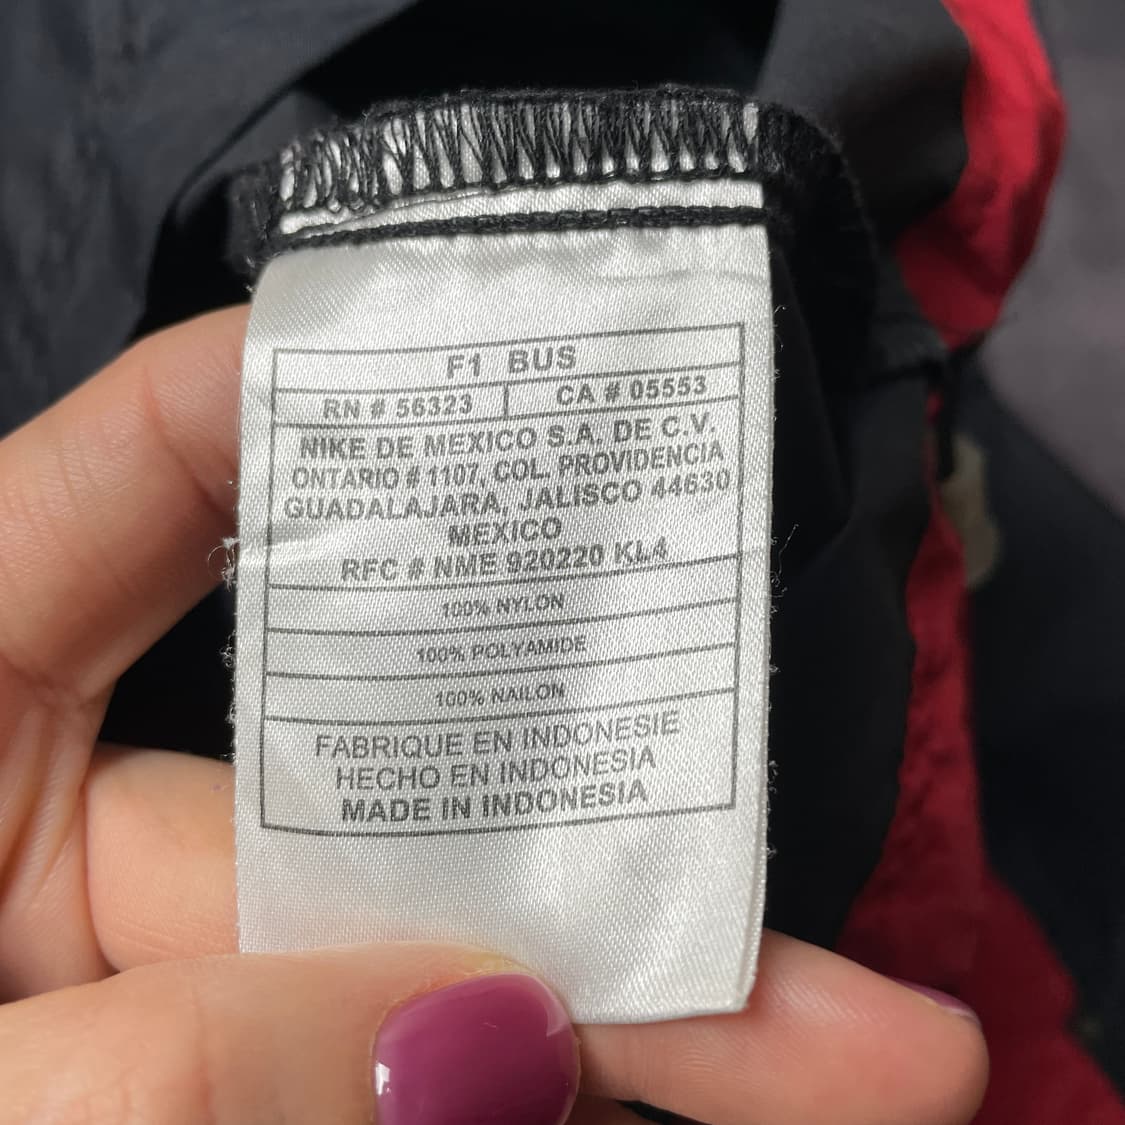 F1 BUS
RN # 56323 CA # 05553
NIKE DE MEXICO S.A. DE C.V.
ONTARIO # 1107, COL. PROVIDENCIA
GUADALAJARA, JALISCO 44630
MEXICO
RFC # NME 920220 KL4
100% NYLON
100% POLYAMIDE
100% NAILON
FABRIQUE EN INDONESIE
HECHO EN INDONESIA
MADE IN INDONESIA